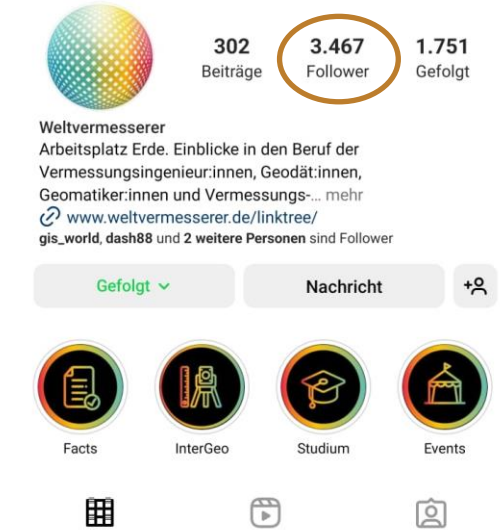 302 3.467 1.751
Beiträge Follower Gefolgt
Weltvermesserer
Arbeitsplatz Erde. Einblicke in den Beruf der
Vermessungsingenieur:innen, Geodät:innen,
Geomatiker:innen und Vermessungs-... mehr
www.weltvermesserer.de/linktree/
gis_world, dash88 und 2 weitere Personen sind Follower
Gefolgt Nachricht
Facts InterGeo Studium Events